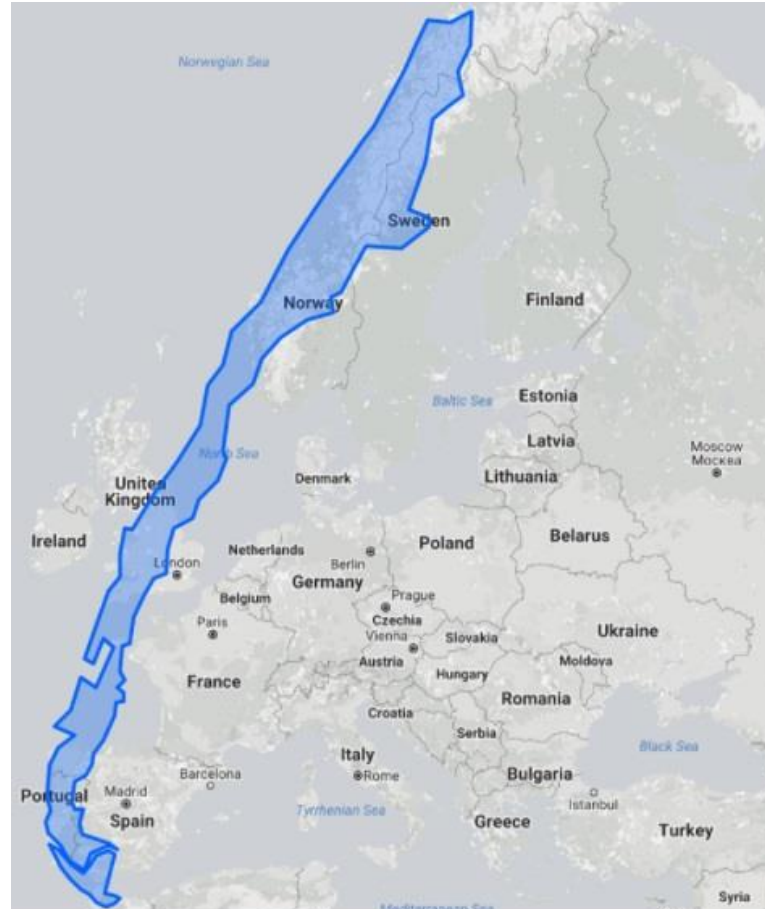 Norwegian Sea
Sweden
Norway
Finland
Estonia
Baltic Sea
Latvia
Moscow
Москва
North Sea
Denmark
Lithuania
United
Kingdom
Ireland
Belarus
Poland
Netherlands
Berlin
London
Germany
Belgium
Prague
Czechia
Paris
Vienna
Slovakia
Ukraine
Austria
Moldova
Hungary
France
Romania
Croatia
Serbia
Black Sea
Italy
Barcelona
Rome
Bulgaria
Portugal
Madrid
Istanbul
Spain
Tyrrhenian Sea
Greece
Turkey
Syria
Mediterranean Sea